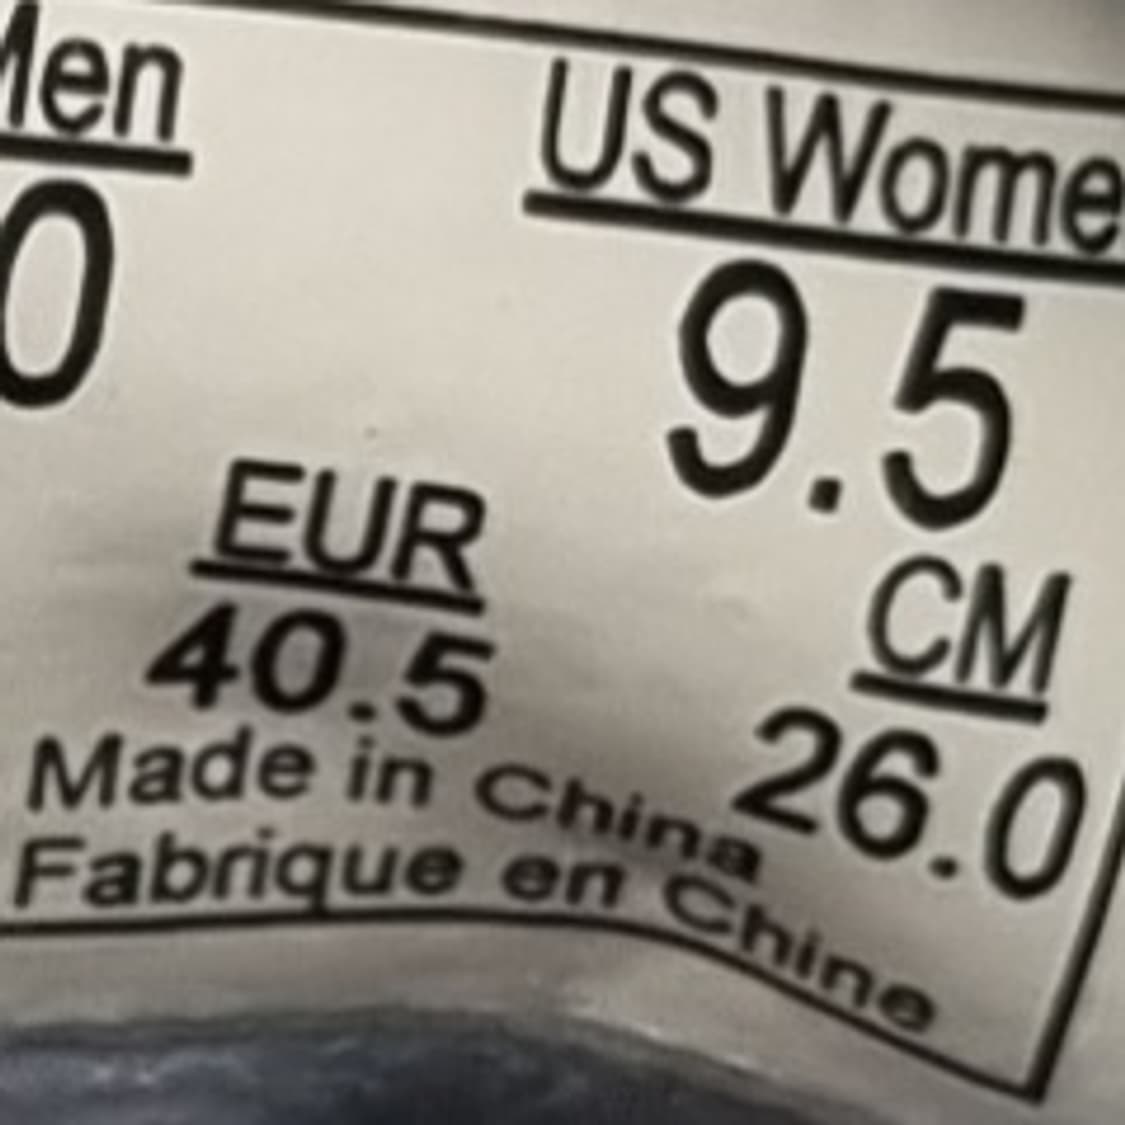 Men US Wome
0 9.5
EUR CM
40.5 26.0
Made in China
Fabrique en Chine